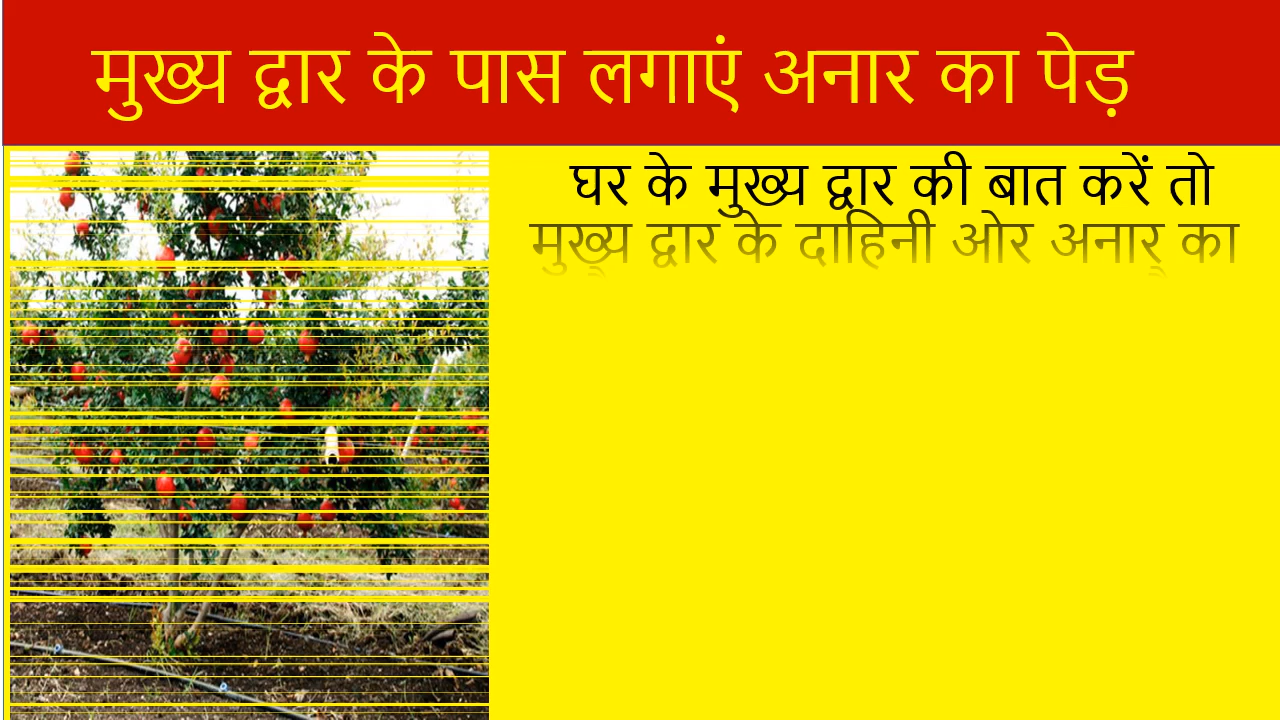 मुख्य द्वार के पास लगाएं अनार का पेड़
घर के मुख्य द्वार की बात करें तो
मुख्य द्वार के दाहिनी ओर अनार का